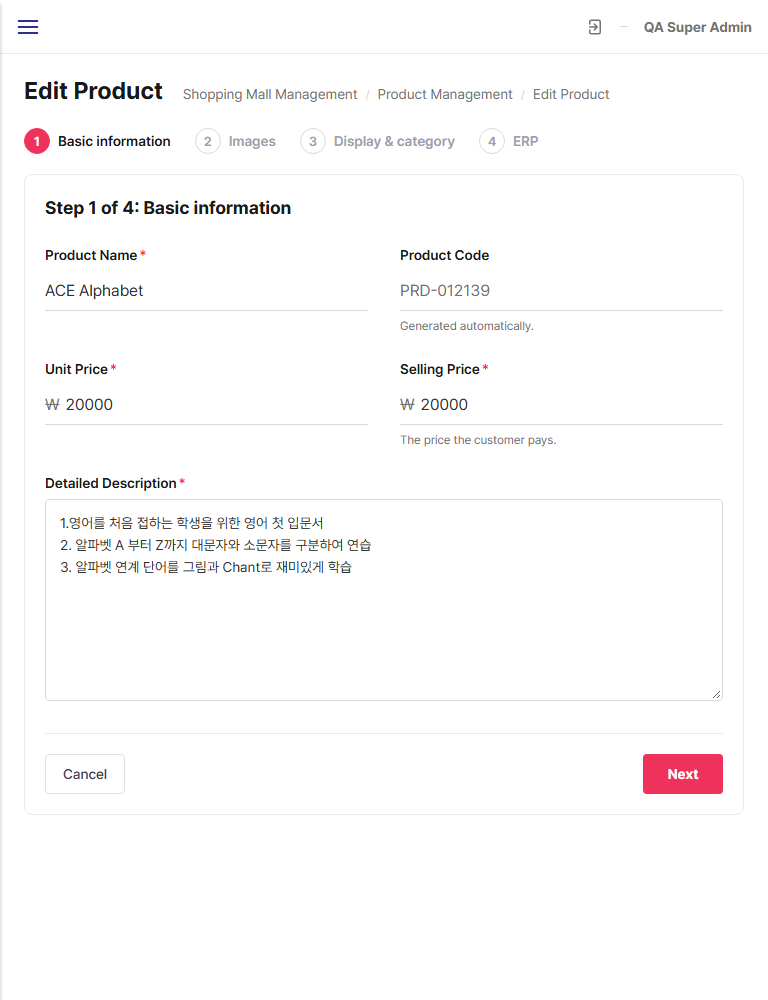 QA Super Admin
Edit Product
Shopping Mall Management / Product Management / Edit Product
1 Basic information
2 Images
3 Display & category
4 ERP
Step 1 of 4: Basic information
Product Name *
Product Code
ACE Alphabet
PRD-012139
Generated automatically.
Unit Price *
Selling Price *
₩ 20000
₩ 20000
The price the customer pays.
Detailed Description *
1.영어를 처음 접하는 학생을 위한 영어 첫 입문서
2. 알파벳 A 부터 Z까지 대문자와 소문자를 구분하여 연습
3. 알파벳 연계 단어를 그림과 Chant로 재미있게 학습
Cancel
Next